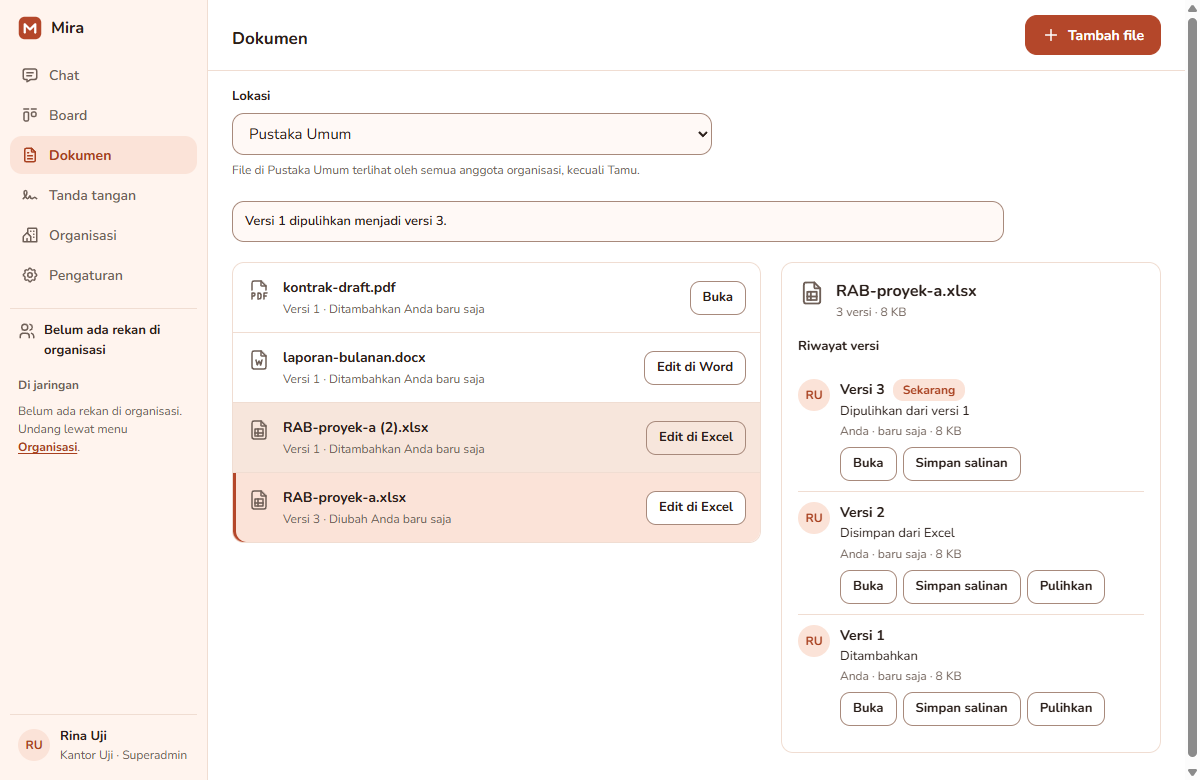 Mira
Chat
Board
Dokumen
Tanda tangan
Organisasi
Pengaturan
Belum ada rekan di
organisasi
Di jaringan
Belum ada rekan di organisasi.
Undang lewat menu
Organisasi.
RU
Rina Uji
Kantor Uji · Superadmin
Dokumen
Tambah file
Lokasi
Pustaka Umum
File di Pustaka Umum terlihat oleh semua anggota organisasi, kecuali Tamu.
Versi 1 dipulihkan menjadi versi 3.
PDF
kontrak-draft.pdf
Versi 1 · Ditambahkan Anda baru saja
Buka
laporan-bulanan.docx
Versi 1 · Ditambahkan Anda baru saja
Edit di Word
RAB-proyek-a (2).xlsx
Versi 1 · Ditambahkan Anda baru saja
Edit di Excel
RAB-proyek-a.xlsx
Versi 3 · Diubah Anda baru saja
Edit di Excel
RAB-proyek-a.xlsx
3 versi · 8 KB
Riwayat versi
RU
Versi 3 Sekarang
Dipulihkan dari versi 1
Anda · baru saja · 8 KB
Buka Simpan salinan
RU
Versi 2
Disimpan dari Excel
Anda · baru saja · 8 KB
Buka Simpan salinan Pulihkan
RU
Versi 1
Ditambahkan
Anda · baru saja · 8 KB
Buka Simpan salinan Pulihkan